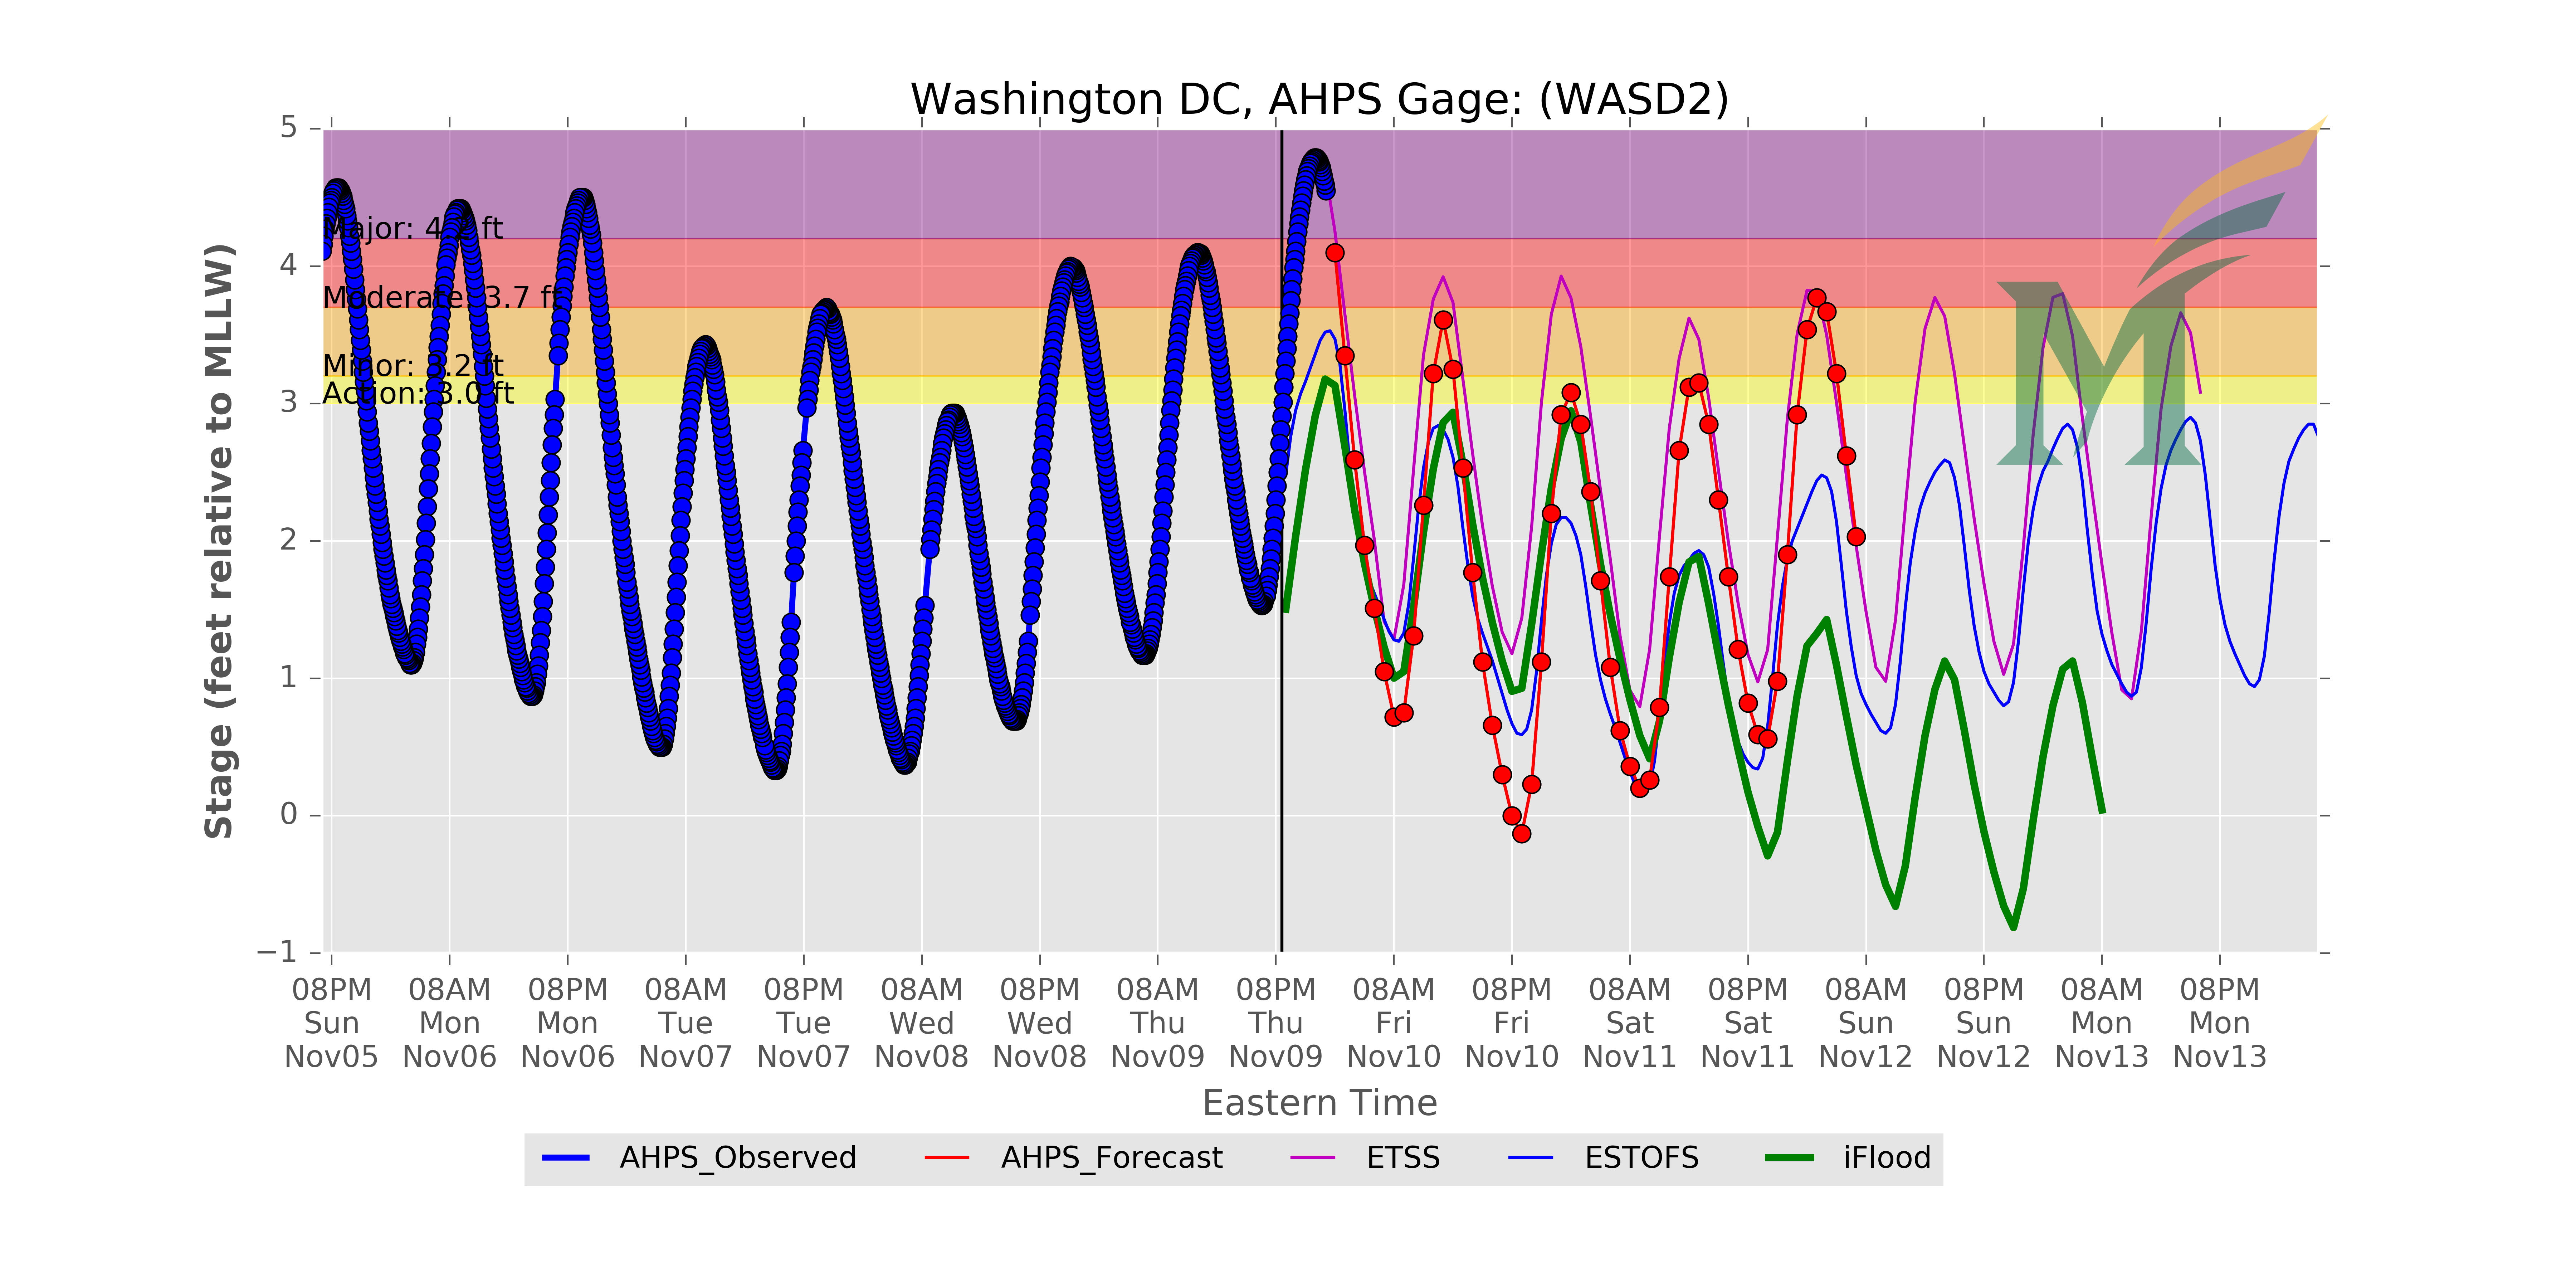 Washington DC, AHPS Gage: (WASD2)
Stage (feet relative to MLLW)
5
4
3
2
1
0
−1
Major: 4.2 ft
Moderate: 3.7 ft
Minor: 3.2 ft
Action: 3.0 ft
M
08PM 08AM 08PM 08AM 08PM 08AM 08PM 08AM 08PM 08AM 08PM 08AM 08PM 08AM 08PM 08AM 08PM
Sun Mon Mon Tue Tue Wed Wed Thu Thu Fri Fri Sat Sat Sun Sun Mon Mon
Nov05 Nov06 Nov06 Nov07 Nov07 Nov08 Nov08 Nov09 Nov09 Nov10 Nov10 Nov11 Nov11 Nov12 Nov12 Nov13 Nov13
Eastern Time
AHPS_Observed AHPS_Forecast ETSS ESTOFS iFlood